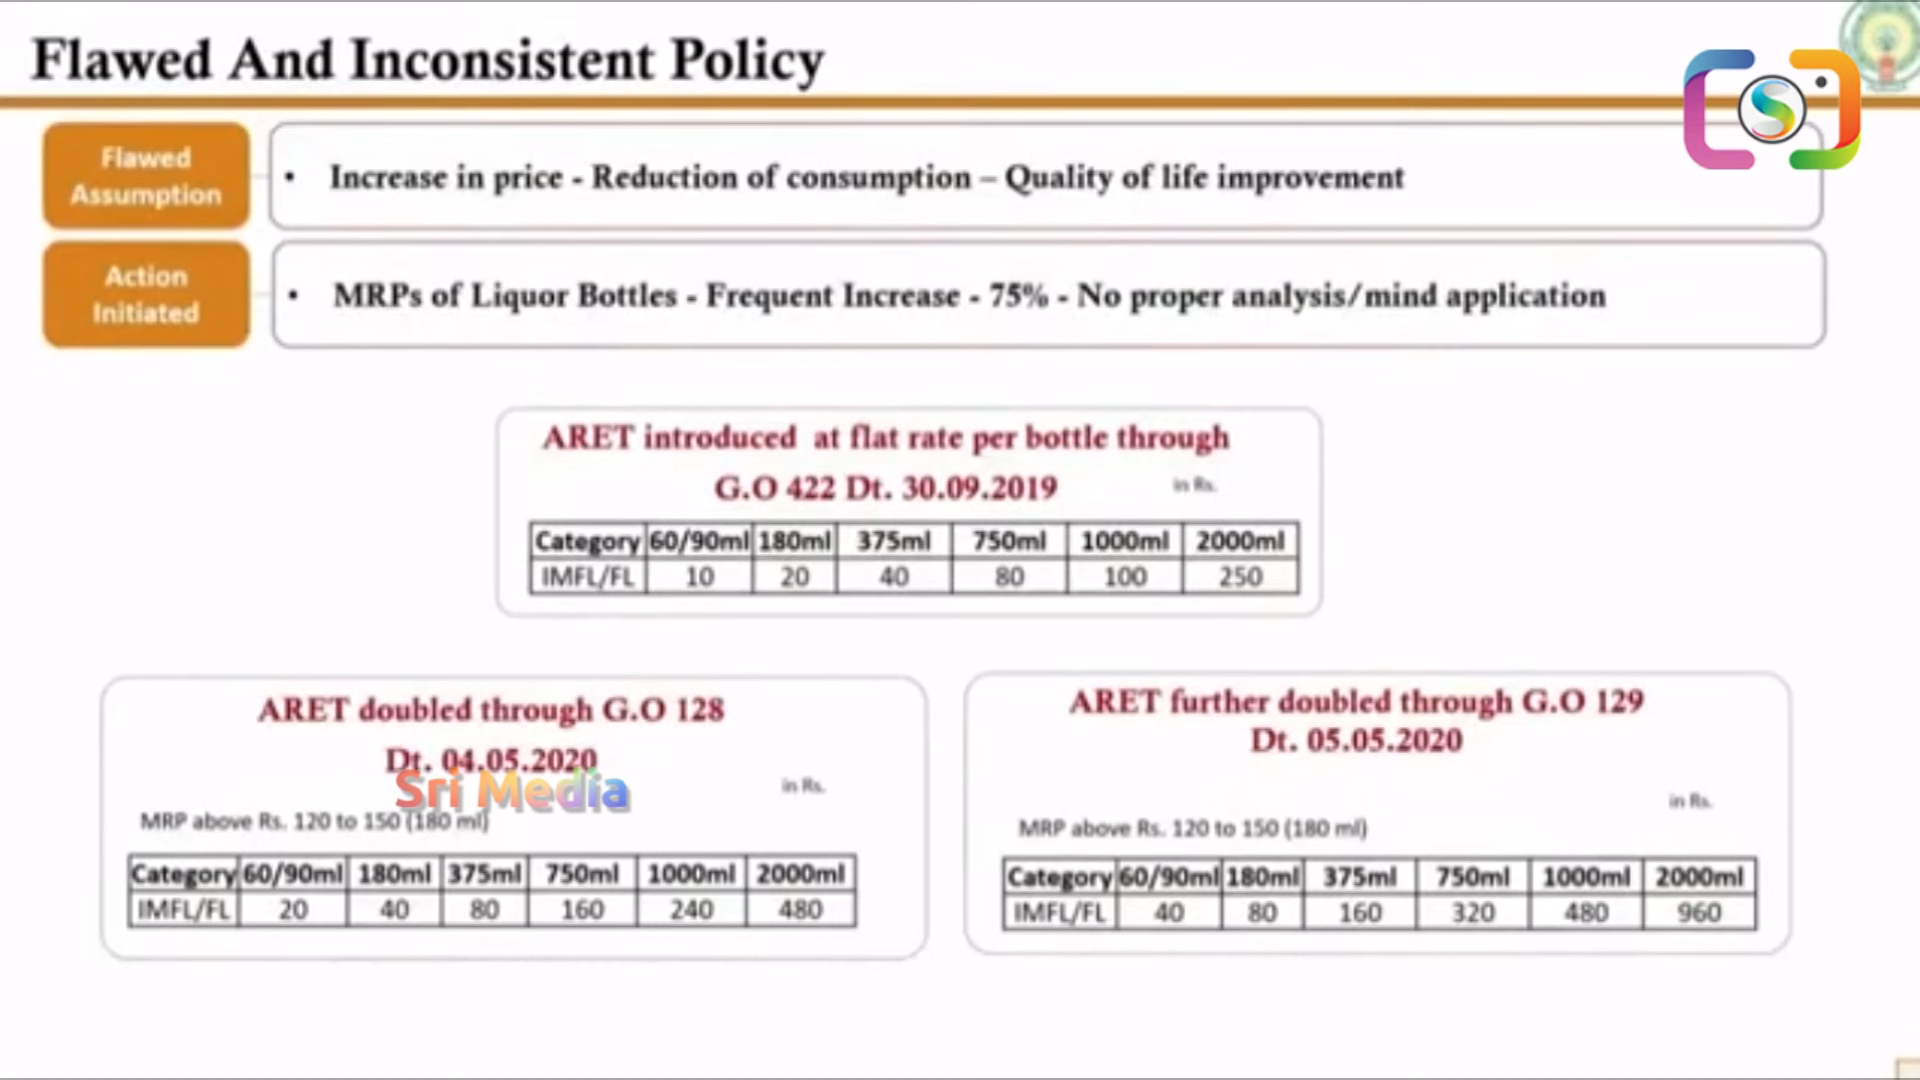 Flawed And Inconsistent Policy
Flawed
Assumption
• Increase in price - Reduction of consumption – Quality of life improvement
Action
Initiated
• MRPs of Liquor Bottles - Frequent Increase - 75% - No proper analysis/mind application
ARET introduced at flat rate per bottle through
G.O 422 Dt. 30.09.2019
in Rs.
Category 60/90ml 180ml 375ml 750ml 1000ml 2000ml
IMFL/FL 10 20 40 80 100 250
ARET doubled through G.O 128
Dt. 04.05.2020
Sri Media
in Rs.
MRP above Rs. 120 to 150 (180 ml)
Category 60/90ml 180ml 375ml 750ml 1000ml 2000ml
IMFL/FL 20 40 80 160 240 480
ARET further doubled through G.O 129
Dt. 05.05.2020
in Rs.
MRP above Rs. 120 to 150 (180 ml)
Category 60/90ml 180ml 375ml 750ml 1000ml 2000ml
IMFL/FL 40 80 160 320 480 960